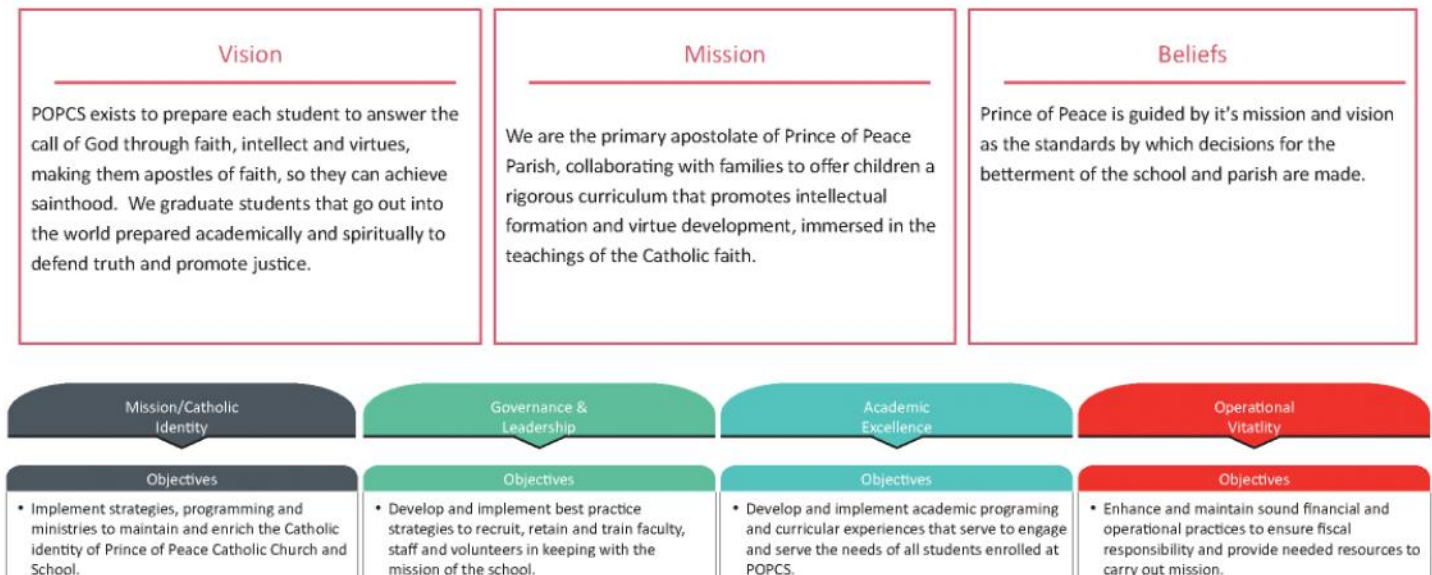 Vision
POPCS exists to prepare each student to answer the
call of God through faith, intellect and virtues,
making them apostles of faith, so they can achieve
sainthood. We graduate students that go out into
the world prepared academically and spiritually to
defend truth and promote justice.
Mission
We are the primary apostolate of Prince of Peace
Parish, collaborating with families to offer children a
rigorous curriculum that promotes intellectual
formation and virtue development, immersed in the
teachings of the Catholic faith.
Beliefs
Prince of Peace is guided by it's mission and vision
as the standards by which decisions for the
betterment of the school and parish are made.
Mission/Catholic
Identity
Objectives
• Implement strategies, programming and
ministries to maintain and enrich the Catholic
identity of Prince of Peace Catholic Church and
School.
Governance &
Leadership
Objectives
• Develop and implement best practice
strategies to recruit, retain and train faculty,
staff and volunteers in keeping with the
mission of the school.
Academic
Excellence
Objectives
• Develop and implement academic programing
and curricular experiences that serve to engage
and serve the needs of all students enrolled at
POPCS.
Operational
Vitatlity
Objectives
• Enhance and maintain sound financial and
operational practices to ensure fiscal
responsibility and provide needed resources to
carry out mission.